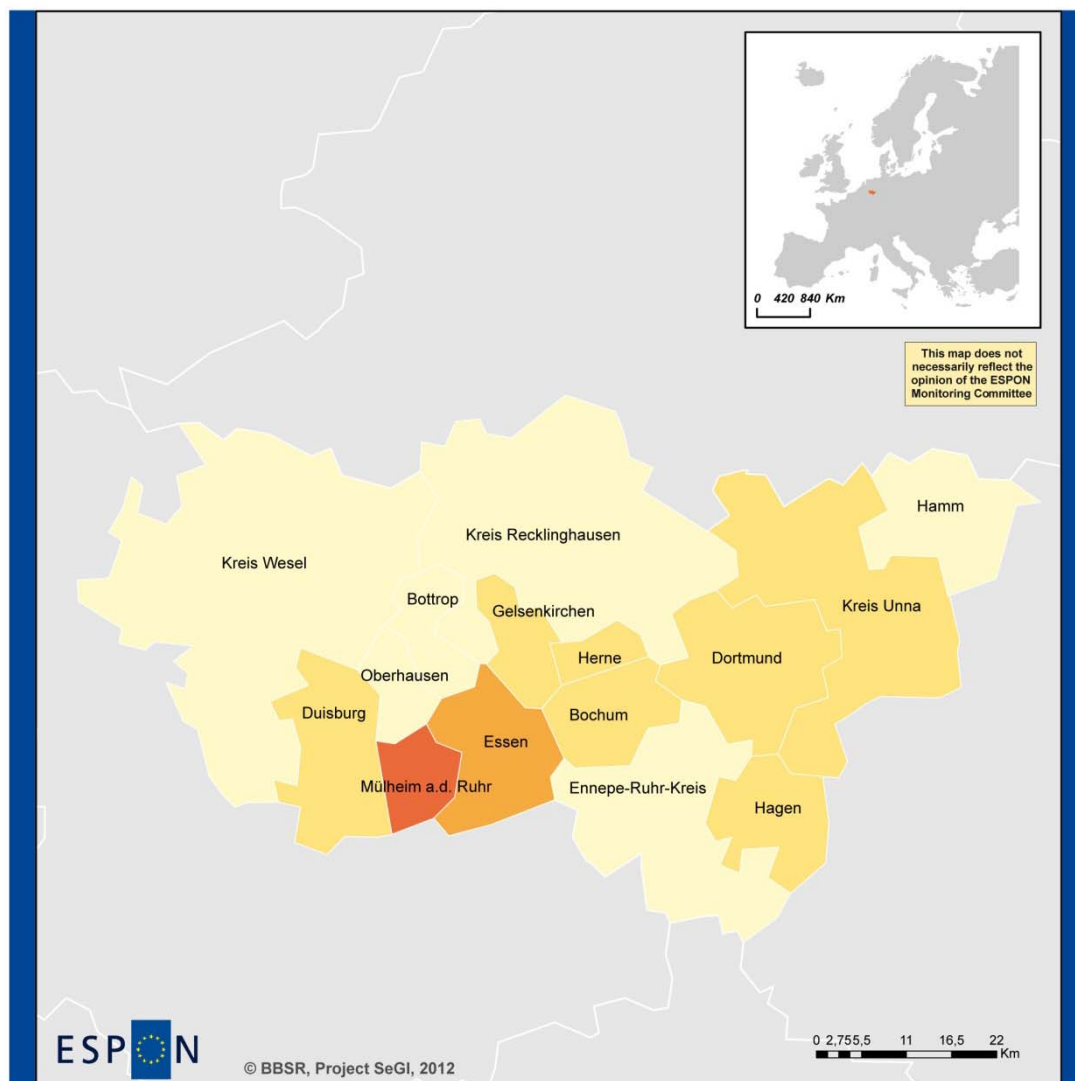 0 420 840 Km
This map does not
necessarily reflect the
opinion of the ESPON
Monitoring Committee
Hamm
Kreis Recklinghausen
Kreis Wesel
Bottrop
Gelsenkirchen
Kreis Unna
Herne
Dortmund
Oberhausen
Duisburg
Bochum
Essen
Mülheim a.d. Ruhr
Ennepe-Ruhr-Kreis
Hagen
ESPON
© BBSR, Project SeGI, 2012
0 2,75 5,5 11 16,5 22
Km